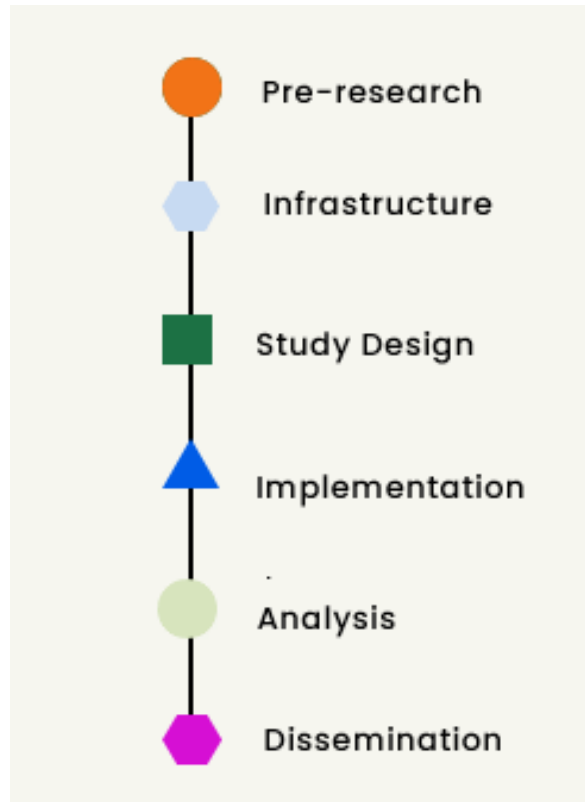 Pre-research
Infrastructure
Study Design
Implementation
Analysis
Dissemination